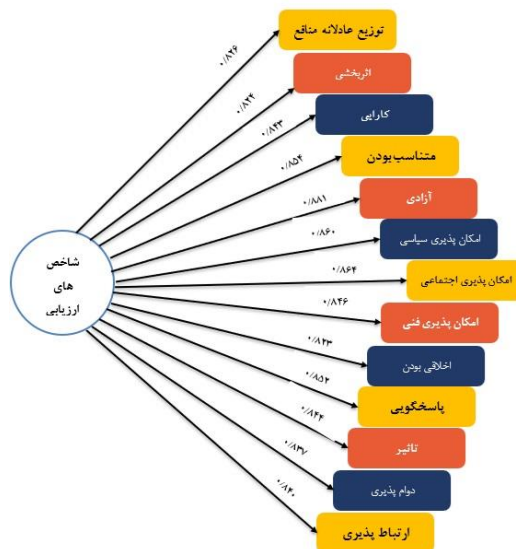 توزیع عادلانه منافع
۰/۸۲۶
اثربخشی
۰/۸۴۴
کارایی
۰/۸۴۳
متناسب‌بودن
۰/۸۵۴
آزادی
۰/۸۸۱
امکان پذیری سیاسی
۰/۸۶۰
امکان پذیری اجتماعی
۰/۸۶۴
امکان پذیری فنی
۰/۸۴۶
اخلاقی بودن
۰/۸۲۳
پاسخگویی
۰/۸۵۲
تاثیر
۰/۸۴۴
دوام پذیری
۰/۸۳۷
ارتباط پذیری
۰/۸۴۰
شاخص
های
ارزیابی